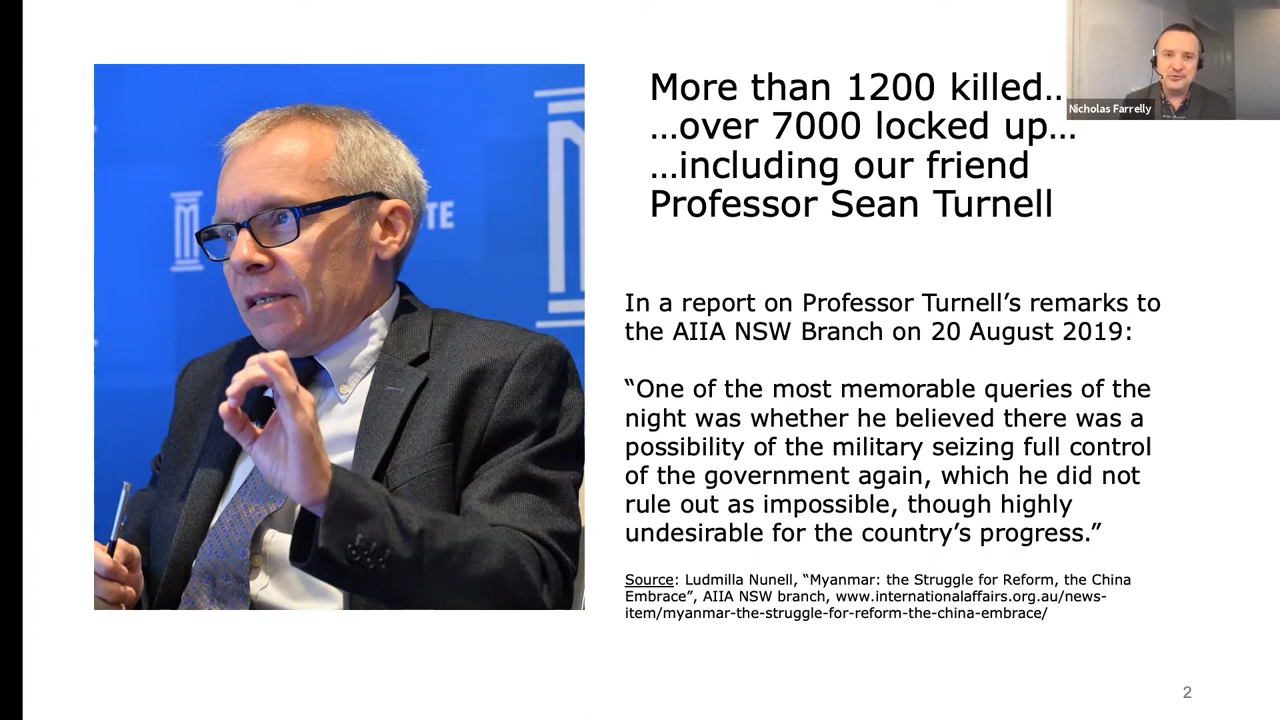 More than 1200 killed…
…over 7000 locked up…
…including our friend
Professor Sean Turnell
Nicholas Farrelly
TE
In a report on Professor Turnell’s remarks to
the AIIA NSW Branch on 20 August 2019:
“One of the most memorable queries of the
night was whether he believed there was a
possibility of the military seizing full control
of the government again, which he did not
rule out as impossible, though highly
undesirable for the country’s progress.”
Source: Ludmilla Nunell, “Myanmar: the Struggle for Reform, the China
Embrace”, AIIA NSW branch, www.internationalaffairs.org.au/news-
item/myanmar-the-struggle-for-reform-the-china-embrace/
2